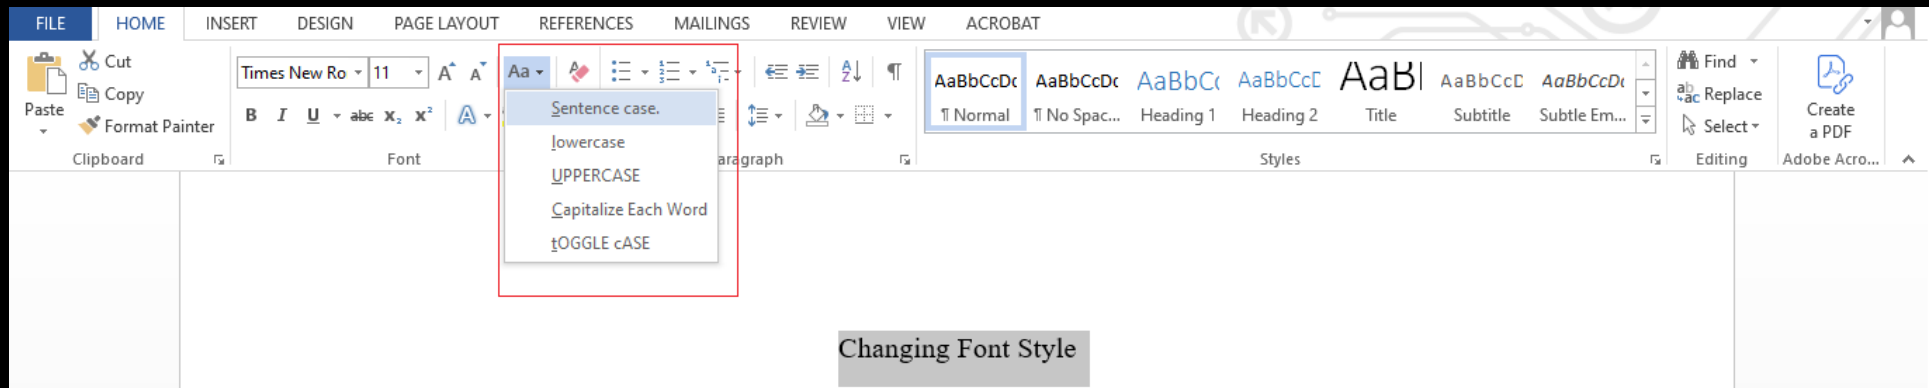 FILE HOME INSERT DESIGN PAGE LAYOUT REFERENCES MAILINGS REVIEW VIEW ACROBAT
Paste
Cut
Copy
Format Painter
Clipboard
Times New Ro 11 A A Aa
B I U abc x₂ x² A
Font
Sentence case.
lowercase
UPPERCASE
Capitalize Each Word
tOGGLE cASE
aragraph
AaBbCcDc AaBbCcDc AaBbC( AaBbCcD AaB AaBbCcD AaBbCcDc
¶ Normal ¶ No Spac... Heading 1 Heading 2 Title Subtitle Subtle Em...
Styles
Find
Replace
Select
Editing
Create
a PDF
Adobe Acro...
Changing Font Style